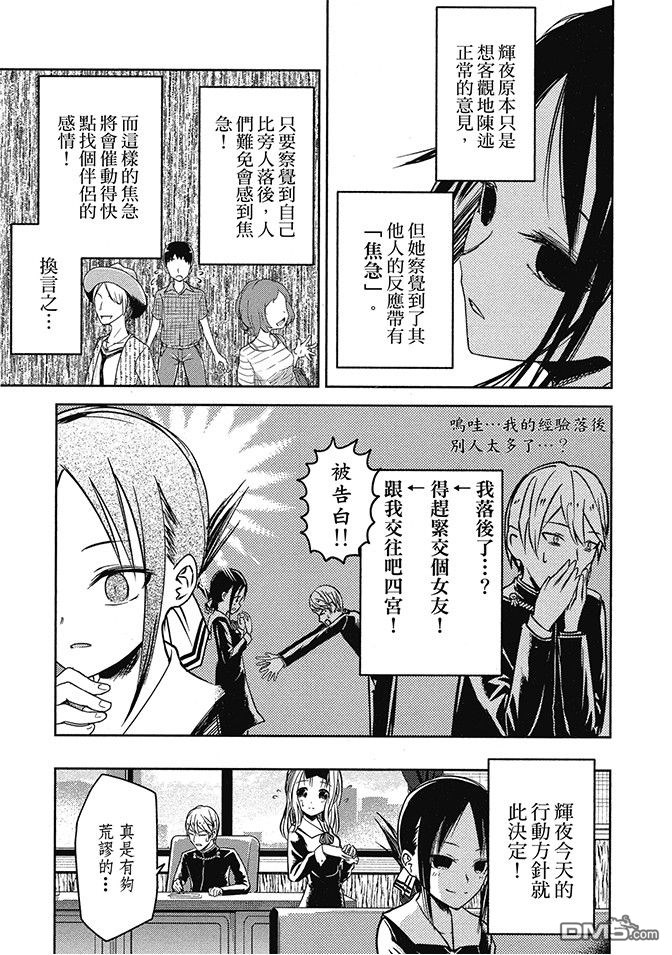 輝夜原本只是
想客觀地陳述
正常的意見，
但她察覺到了其
他人的反應帶有
「焦急」。
只要察覺到自己
比旁人落後，人
們難免會感到焦
急！
而這樣的焦急
將會催動得快
點找個伴侶的
感情！
換言之…
嗚哇…我的經驗落後
別人太多了…？
我落後了…？
↓
得趕緊交個女友！
↓
跟我交往吧四宮！
被告白!!
輝夜今天的
行動方針就
此決定！
真是有夠
荒謬的…
DM5.com